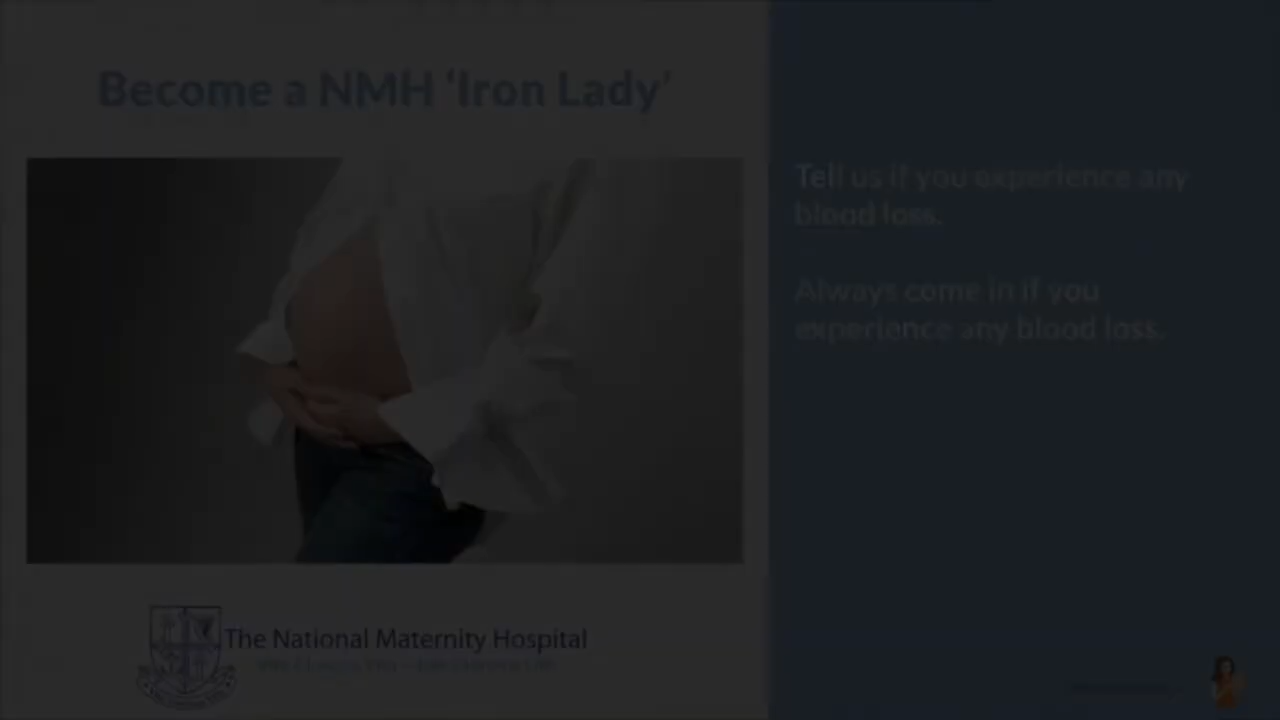 Become a NMH ‘Iron Lady’
Tell us if you experience any
blood loss.
Always come in if you
experience any blood loss.
The National Maternity Hospital